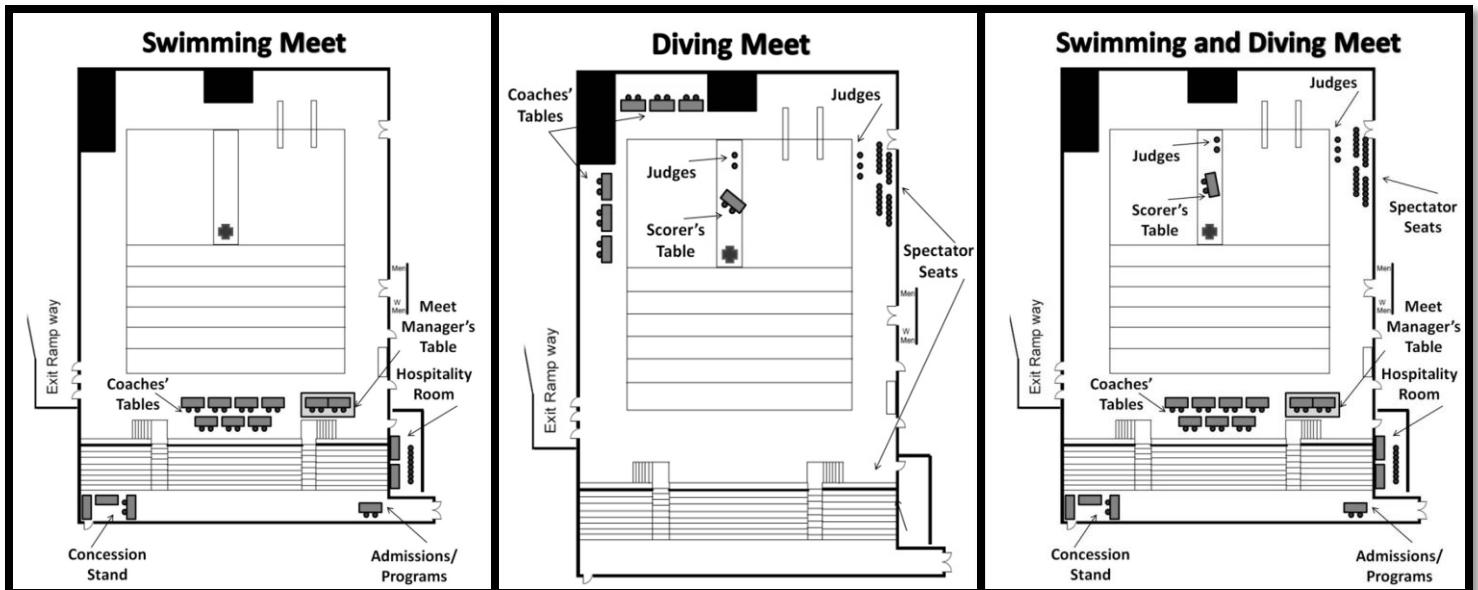 Swimming Meet
Exit Ramp way
Men
W
Men
Meet
Manager's
Table
Hospitality
Room
Coaches'
Tables
Concession
Stand
Admissions/
Programs
Diving Meet
Coaches'
Tables
Judges
Judges
Scorer's
Table
Spectator
Seats
Men
W
Men
Exit Ramp way
Swimming and Diving Meet
Judges
Judges
Scorer's
Table
Spectator
Seats
Men
W
Men
Exit Ramp way
Meet
Manager's
Table
Hospitality
Room
Coaches'
Tables
Concession
Stand
Admissions/
Programs